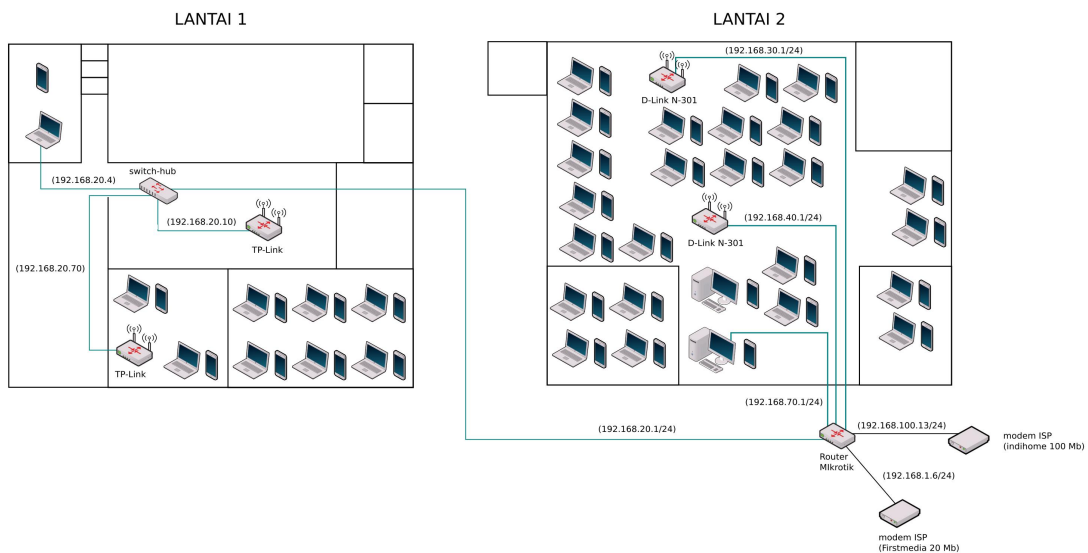 LANTAI 1
LANTAI 2
(192.168.30.1/24)
D-Link N-301
switch-hub
(192.168.20.4)
(192.168.20.10)
TP-Link
(192.168.40.1/24)
D-Link N-301
(192.168.20.70)
TP-Link
(192.168.70.1/24)
(192.168.20.1/24)
(192.168.100.13/24)
Router
MIkrotik
modem ISP
(indihome 100 Mb)
(192.168.1.6/24)
modem ISP
(Firstmedia 20 Mb)